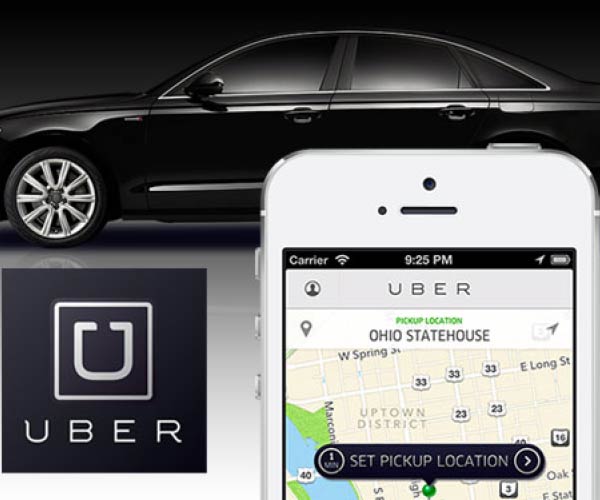 UBER
Carrier 9:25 PM
UBER
PICKUP LOCATION
OHIO STATEHOUSE
W Spring St
E Long St
33
33
33
UPTOWN
DISTRICT
23
23
16
40
1
MIN
SET PICKUP LOCATION
3
Oak S